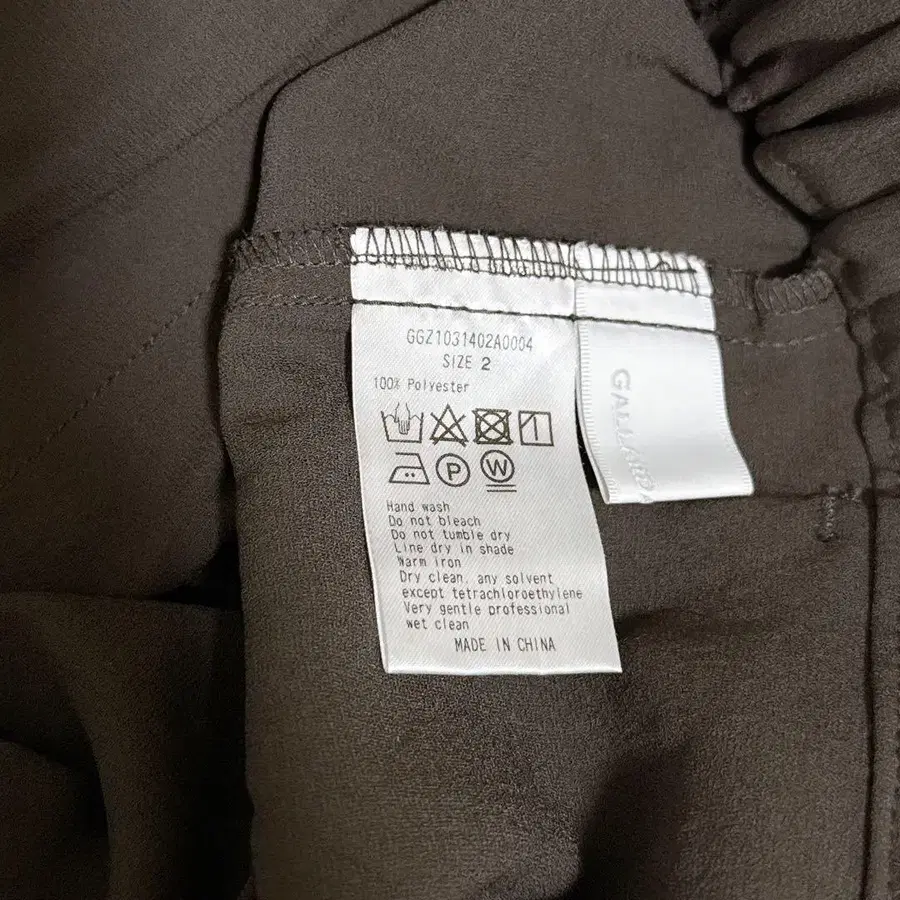 GGZ1031402A0004
SIZE 2
100% Polyester
P
W
Hand wash
Do not bleach
Do not tumble dry
Line dry in shade
Warm iron
Dry clean, any solvent
except tetrachloroethylene
Very gentle professional
wet clean
MADE IN CHINA